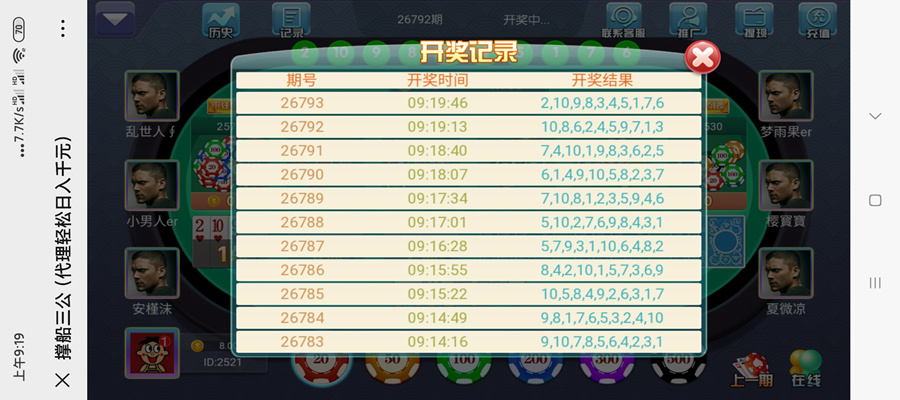 上午9:19
7.7K/s
HD
HD
70
撑船三公 (代理轻松日入千元)
历史
记录
26792期
开奖中...
联系客服
推广
提现
充值
开奖记录
期号 开奖时间 开奖结果
26793 09:19:46 2,10,9,8,3,4,5,1,7,6
26792 09:19:13 10,8,6,2,4,5,9,7,1,3
26791 09:18:40 7,4,10,1,9,8,3,6,2,5
26790 09:18:07 6,1,4,9,10,5,8,2,3,7
26789 09:17:34 7,10,8,1,2,3,5,9,4,6
26788 09:17:01 5,10,2,7,6,9,8,4,3,1
26787 09:16:28 5,7,9,3,1,10,6,4,8,2
26786 09:15:55 8,4,2,10,1,5,7,3,6,9
26785 09:15:22 10,5,8,4,9,2,6,3,1,7
26784 09:14:49 9,8,1,7,6,5,3,2,4,10
26783 09:14:16 9,10,7,8,5,6,4,2,3,1
乱世人
小男人er
安槿沫
梦雨果er
樱寶寶
夏微凉
ID:2521
20
50
100
200
300
500
上一期
在线